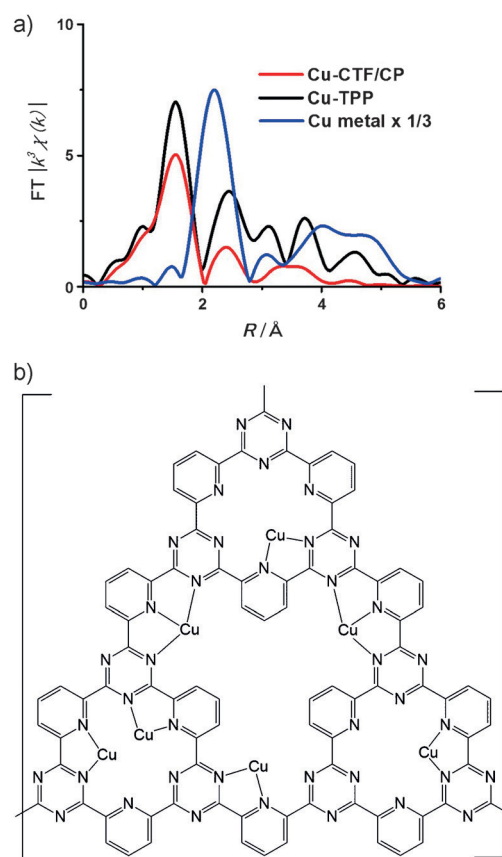 a)
10
5
0
FT |k³ χ(k)|
Cu-CTF/CP
Cu-TPP
Cu metal x 1/3
0 2 4 6
R / Å
b)
N N
N
N N
N N Cu N N
N
N N
N N
Cu Cu
N N N N
N N
N N N N
Cu
Cu Cu Cu
N N N N N N N N
N N N
N N N N